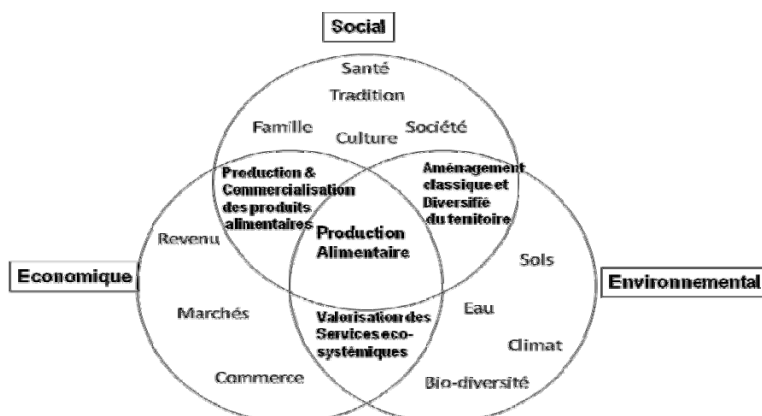 Social
Santé
Tradition
Famille
Culture
Société
Production &
Commercialisation
des produits
alimentaires
Aménagement
classique et
Diversifié
du territoire
Revenu
Production
Alimentaire
Sols
Economique
Environnemental
Marchés
Valorisation des
Services eco-
systémiques
Eau
Climat
Commerce
Bio-diversité